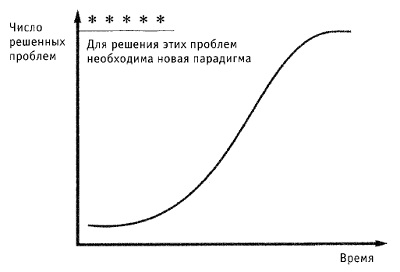 * * * * *
Число
решенных
проблем
Для решения этих проблем
необходима новая парадигма
Время